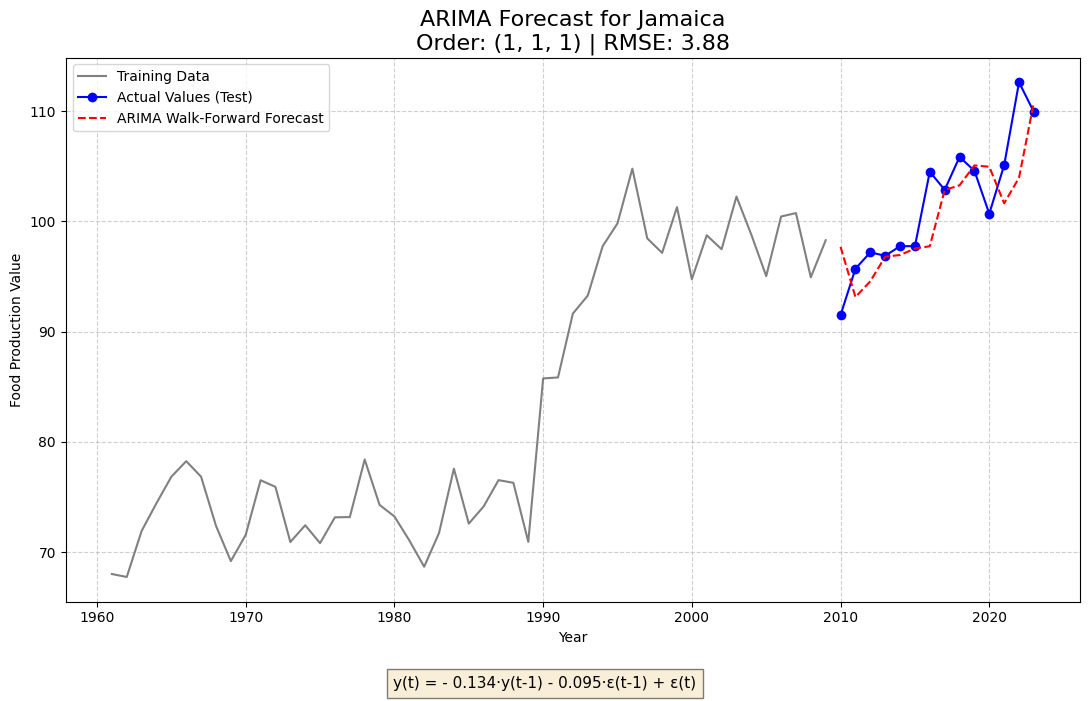 ARIMA Forecast for Jamaica
Order: (1, 1, 1) | RMSE: 3.88
Training Data
Actual Values (Test)
ARIMA Walk-Forward Forecast
Food Production Value
110
100
90
80
70
1960 1970 1980 1990 2000 2010 2020
Year
y(t) = - 0.134·y(t-1) - 0.095·ε(t-1) + ε(t)